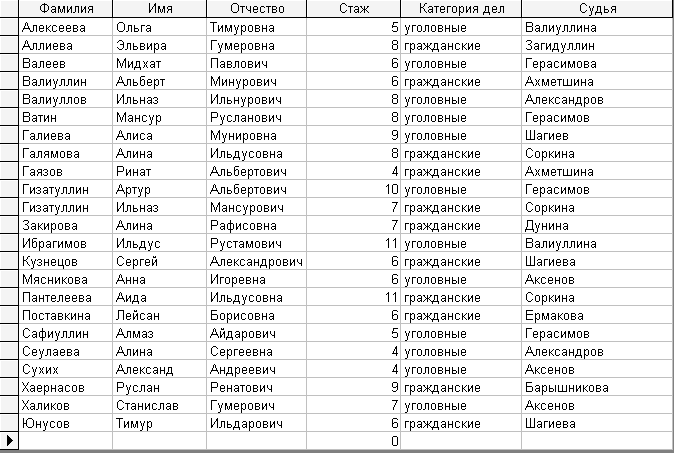 Фамилия Имя Отчество Стаж Категория дел Судья
Алексеева Ольга Тимуровна 5 уголовные Валиуллина
Аллиева Эльвира Гумеровна 8 гражданские Загидуллин
Валеев Мидхат Павлович 6 уголовные Герасимова
Валиуллин Альберт Минурович 6 гражданские Ахметшина
Валиуллов Ильназ Ильнурович 8 уголовные Александров
Ватин Мансур Русланович 8 уголовные Герасимов
Галиева Алиса Мунировна 9 уголовные Шагиев
Галямова Алина Ильдусовна 8 гражданские Соркина
Гаязов Ринат Альбертович 4 гражданские Ахметшина
Гизатуллин Артур Альбертович 10 уголовные Герасимов
Гизатуллин Ильназ Мансурович 7 гражданские Соркина
Закирова Алина Рафисовна 7 гражданские Дунина
Ибрагимов Ильдус Рустамович 11 уголовные Валиуллина
Кузнецов Сергей Александрович 6 гражданские Шагиева
Мясникова Анна Игоревна 6 уголовные Аксенов
Пантелеева Аида Ильдусовна 11 гражданские Соркина
Поставкина Лейсан Борисовна 6 гражданские Ермакова
Сафиуллин Алмаз Айдарович 5 уголовные Герасимов
Сеулаева Алина Сергеевна 4 уголовные Александров
Сухих Александ Андреевич 4 уголовные Аксенов
Хаернасов Руслан Ренатович 9 гражданские Барышникова
Халиков Станислав Гумерович 7 уголовные Аксенов
Юнусов Тимур Ильдарович 6 гражданские Шагиева
0